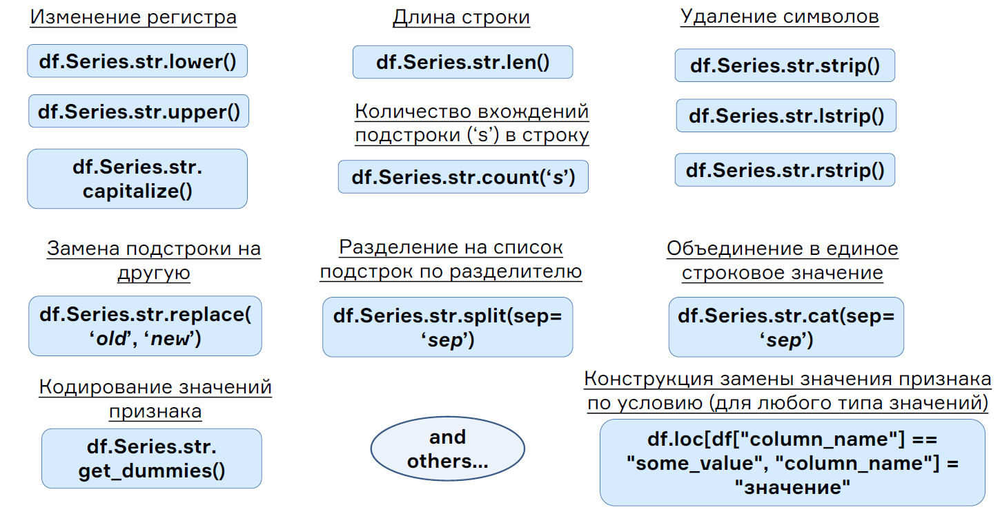 Изменение регистра
df.Series.str.lower()
df.Series.str.upper()
df.Series.str.
capitalize()
Длина строки
df.Series.str.len()
Количество вхождений
подстроки (‘s’) в строку
df.Series.str.count(‘s’)
Удаление символов
df.Series.str.strip()
df.Series.str.lstrip()
df.Series.str.rstrip()
Замена подстроки на
другую
df.Series.str.replace(
‘old’, ‘new’)
Разделение на список
подстрок по разделителю
df.Series.str.split(sep=
‘sep’)
Объединение в единое
строковое значение
df.Series.str.cat(sep=
‘sep’)
Кодирование значений
признака
df.Series.str.
get_dummies()
and
others...
Конструкция замены значения признака
по условию (для любого типа значений)
df.loc[df["column_name"] ==
"some_value", "column_name"] =
"значение"